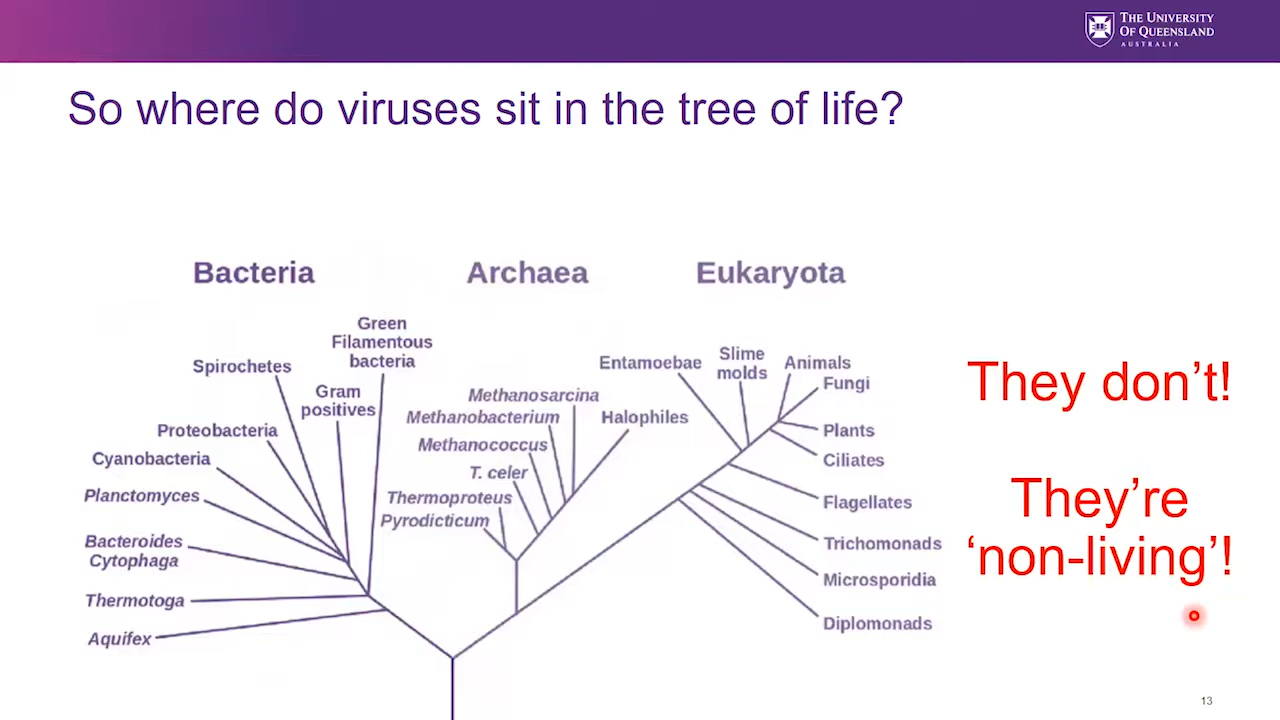 THE UNIVERSITY
OF QUEENSLAND
AUSTRALIA
So where do viruses sit in the tree of life?
Bacteria
Archaea
Eukaryota
Green
Filamentous
bacteria
Spirochetes
Gram
positives
Proteobacteria
Cyanobacteria
Planctomyces
Bacteroides
Cytophaga
Thermotoga
Aquifex
Methanosarcina
Methanobacterium
Halophiles
Methanococcus
T. celer
Thermoproteus
Pyrodicticum
Entamoebae
Slime
molds
Animals
Fungi
Plants
Ciliates
Flagellates
Trichomonads
Microsporidia
Diplomonads
They don't!
They're
'non-living'!
13